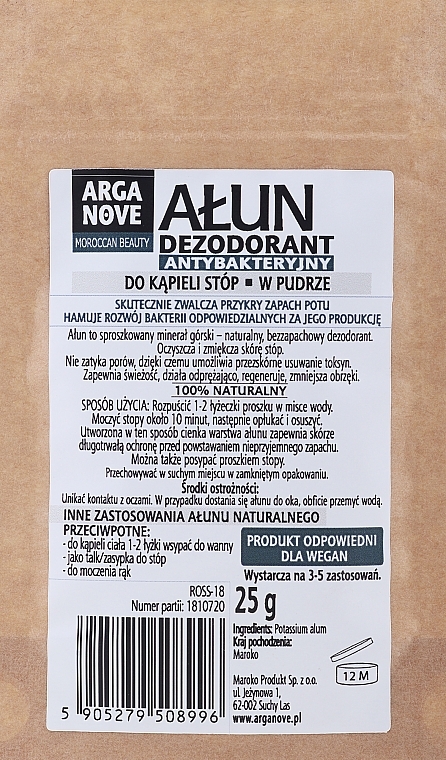 ARGA
NOVE
MOROCCAN BEAUTY
AŁUN
DEZODORANT
ANTYBAKTERYJNY
DO KĄPIELI STÓP ▪ W PUDRZE
SKUTECZNIE ZWALCZA PRZYKRY ZAPACH POTU
HAMUJE ROZWÓJ BAKTERII ODPOWIEDZIALNYCH ZA JEGO PRODUKCJĘ
Ałun to sproszkowany minerał górski – naturalny, bezzapachowy dezodorant.
Oczyszcza i zmiękcza skórę stóp.
Nie zatyka porów, dzięki czemu umożliwia przezskórne usuwanie toksyn.
Zapewnia świeżość, działa odprężająco, regeneruje, zmniejsza obrzęki.
100% NATURALNY
SPOSÓB UŻYCIA: Rozpuścić 1-2 łyżeczki proszku w misce wody.
Moczyć stopy około 10 minut, następnie opłukać i osuszyć.
Utworzona w ten sposób cienka warstwa ałunu zapewnia skórze
długotrwałą ochronę przed powstawaniem nieprzyjemnego zapachu.
Można także posypać proszkiem stopy.
Przechowywać w suchym miejscu w zamkniętym opakowaniu.
Środki ostrożności:
Unikać kontaktu z oczami. W przypadku dostania się ałunu do oka, obficie przemyć wodą.
INNE ZASTOSOWANIA AŁUNU NATURALNEGO
PRZECIWPOTNE:
- do kąpieli ciała 1-2 łyżki wsypać do wanny
- jako talk/zasypka do stóp
- do moczenia rąk
PRODUKT ODPOWIEDNI
DLA WEGAN
Wystarcza na 3-5 zastosowań.
ROSS-18
Numer partii: 1810720
5 905279 508996
25 g
Ingredients: Potassium alum
Kraj pochodzenia:
Maroko
Maroko Produkt Sp. z o.o.
ul. Jeżynowa 1,
62-002 Suchy Las
www.arganove.pl
12 M